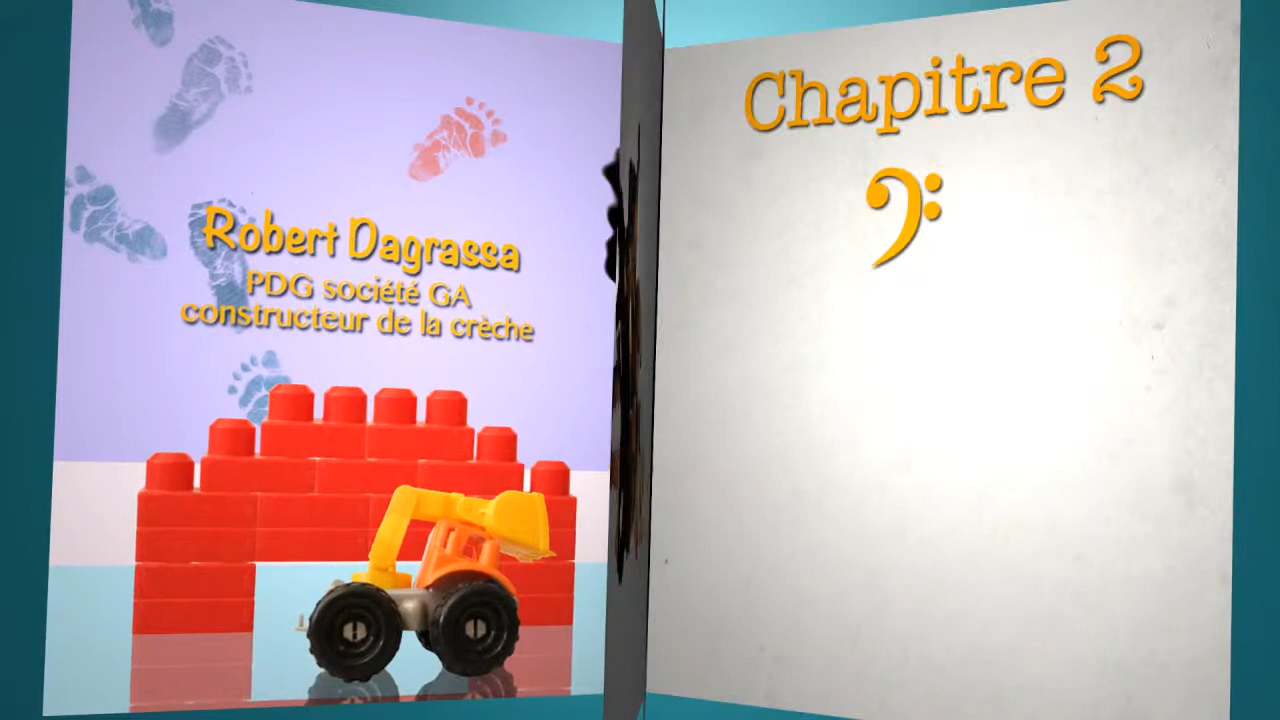 Robert Dagrassa
PDG société GA
constructeur de la crèche
Chapitre 2